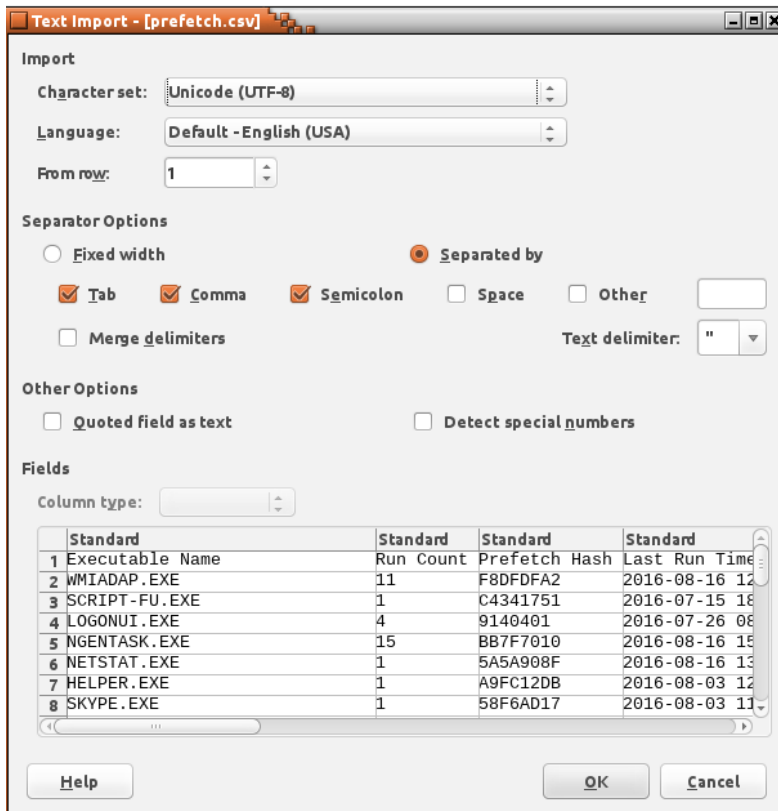 Text Import - [prefetch.csv]
Import
Character set: Unicode (UTF-8)
Language: Default - English (USA)
From row: 1
Separator Options
Fixed width Separated by
Tab Comma Semicolon Space Other
Merge delimiters Text delimiter: "
Other Options
Quoted field as text Detect special numbers
Fields
Column type:
Standard Standard Standard Standard
1 Executable Name Run Count Prefetch Hash Last Run Time
2 WMIADAP.EXE 11 F8DFDFA2 2016-08-16 12
3 SCRIPT-FU.EXE 1 C4341751 2016-07-15 18
4 LOGONUI.EXE 4 9140401 2016-07-26 08
5 NGENTASK.EXE 15 BB7F7010 2016-08-16 15
6 NETSTAT.EXE 1 5A5A908F 2016-08-16 13
7 HELPER.EXE 1 A9FC12DB 2016-08-03 12
8 SKYPE.EXE 1 58F6AD17 2016-08-03 11
Help OK Cancel